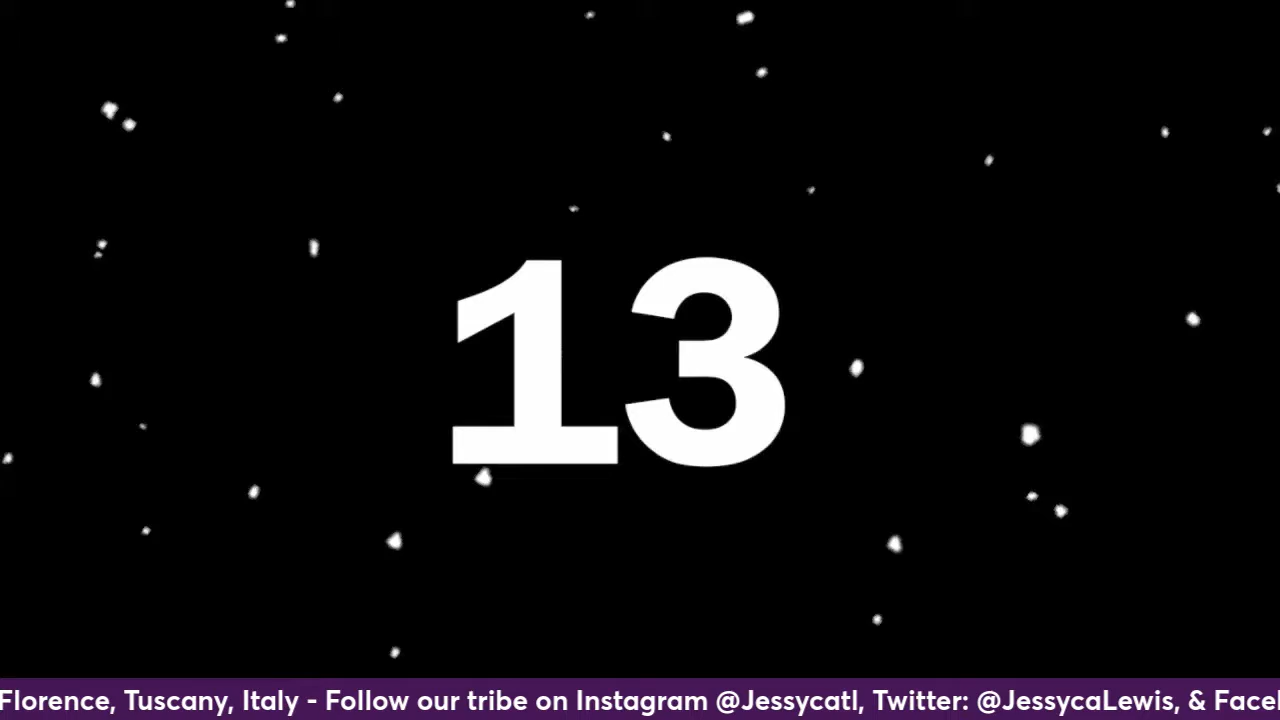 13
Florence, Tuscany, Italy - Follow our tribe on Instagram @Jessycatl, Twitter: @JessycaLewis, &